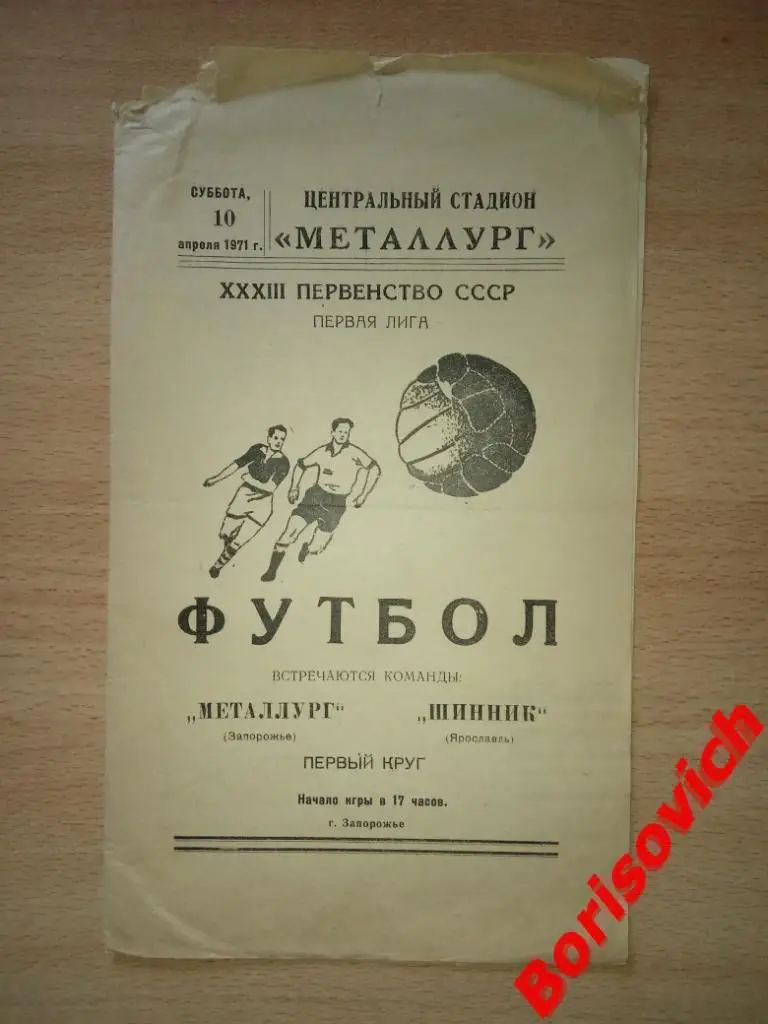 СУББОТА,
10
апреля 1971 г.
ЦЕНТРАЛЬНЫЙ СТАДИОН
«МЕТАЛЛУРГ»
XXXIII ПЕРВЕНСТВО СССР
ПЕРВАЯ ЛИГА
ФУТБОЛ
ВСТРЕЧАЮТСЯ КОМАНДЫ:
„МЕТАЛЛУРГ“ „ШИННИК“
(Запорожье) (Ярославль)
ПЕРВЫЙ КРУГ
Начало игры в 17 часов.
г. Запорожье
Borisovich